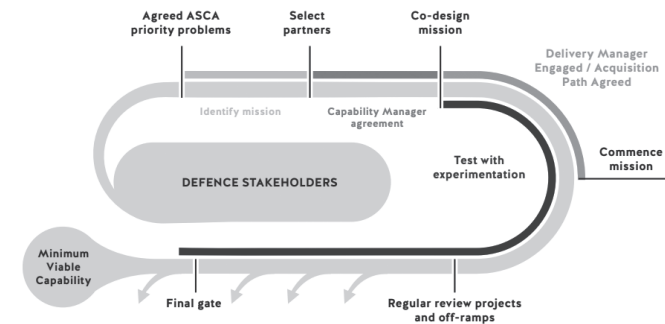 Agreed ASCA
priority problems
Select
partners
Co-design
mission
Delivery Manager
Engaged / Acquisition
Path Agreed
Identify mission
Capability Manager
agreement
Commence
mission
Test with
experimentation
DEFENCE STAKEHOLDERS
Minimum
Viable
Capability
Final gate
Regular review projects
and off-ramps